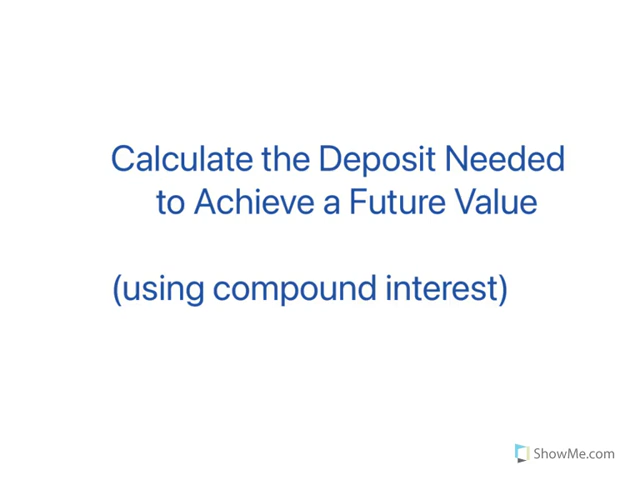 Calculate the Deposit Needed
to Achieve a Future Value
(using compound interest)
ShowMe.com